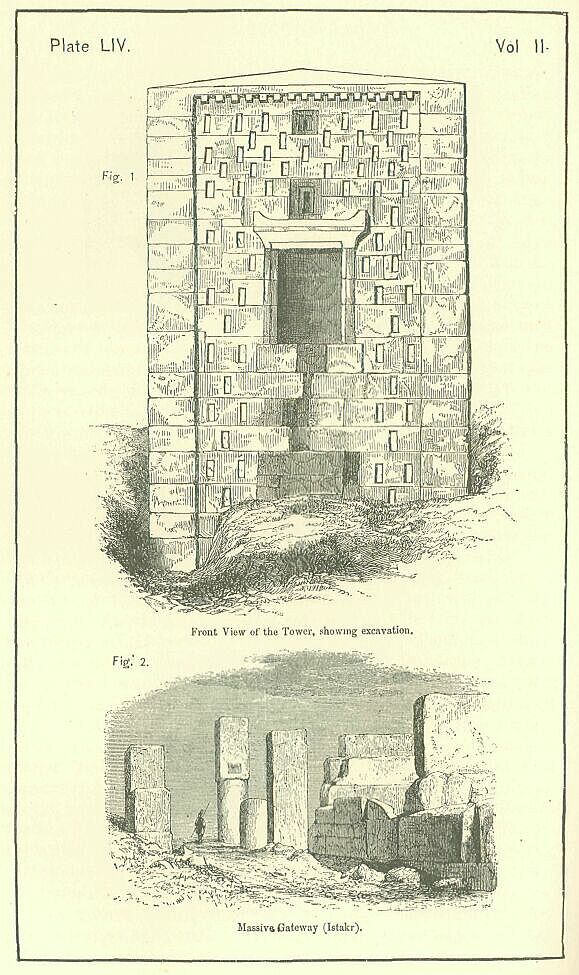 Plate LIV.
Vol II.
Fig. 1
Front View of the Tower, showing excavation.
Fig. 2.
Massive Gateway (Istakr).